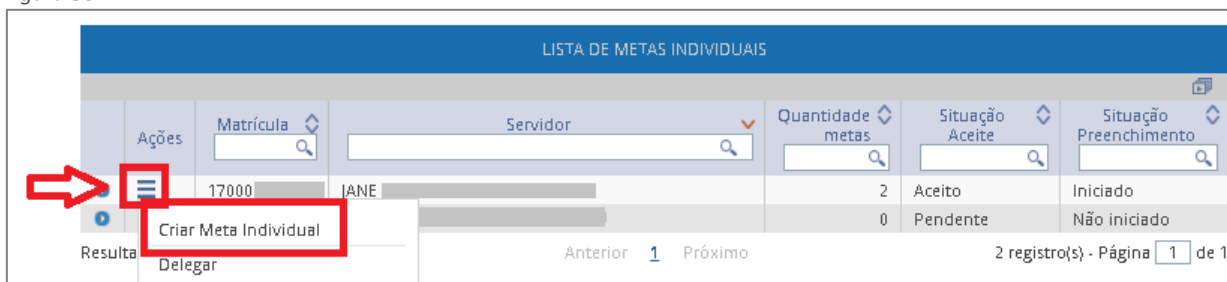 LISTA DE METAS INDIVIDUAIS
Ações Matrícula Servidor Quantidade metas Situação Aceite Situação Preenchimento
17000 JANE 2 Aceito Iniciado
0 Pendente Não iniciado
Criar Meta Individual
Anterior 1 Próximo 2 registro(s) - Página 1 de 1
Delegar